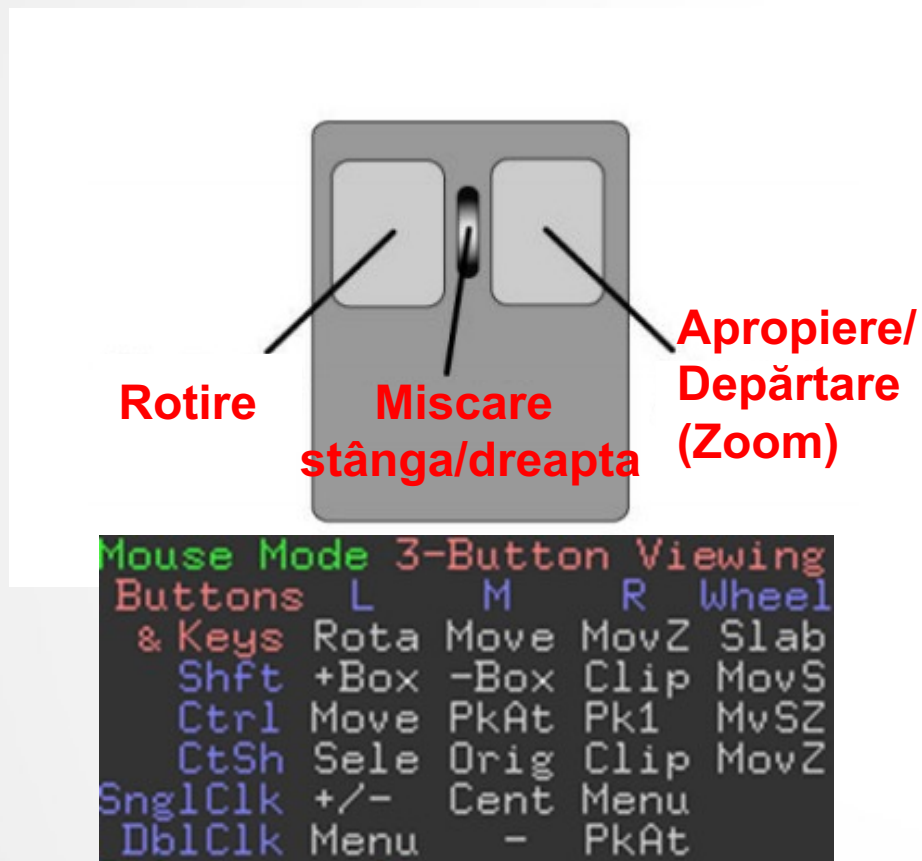 Rotire
Miscare
stânga/dreapta
Apropiere/
Depărtare
(Zoom)
Mouse Mode 3-Button Viewing
Buttons L M R Wheel
& Keys Rota Move MovZ Slab
Shft +Box -Box Clip MovS
Ctrl Move PkAt Pk1 MvSZ
CtSh Sele Orig Clip MovZ
SnglClk +/- Cent Menu
DblClk Menu - PkAt